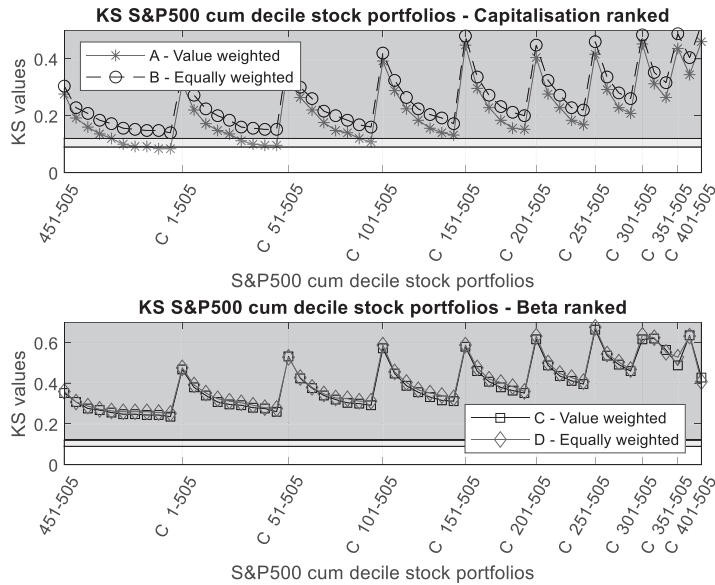 KS S&P500 cum decile stock portfolios - Capitalisation ranked
KS values
0.4
0.2
0
A - Value weighted
B - Equally weighted
451-505
C 1-505
C 51-505
C 101-505
C 151-505
C 201-505
C 251-505
C 301-505
C 351-505
C 401-505
S&P500 cum decile stock portfolios
KS S&P500 cum decile stock portfolios - Beta ranked
KS values
0.6
0.4
0.2
0
C - Value weighted
D - Equally weighted
451-505
C 1-505
C 51-505
C 101-505
C 151-505
C 201-505
C 251-505
C 301-505
C 351-505
C 401-505
S&P500 cum decile stock portfolios